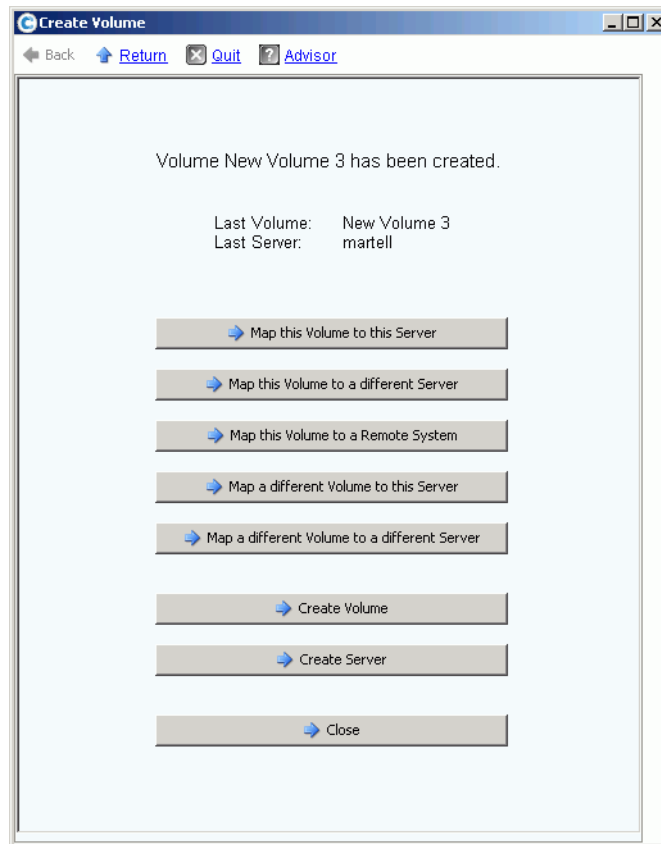 Create Volume
Back Return Quit Advisor
Volume New Volume 3 has been created.
Last Volume: New Volume 3
Last Server: martell
Map this Volume to this Server
Map this Volume to a different Server
Map this Volume to a Remote System
Map a different Volume to this Server
Map a different Volume to a different Server
Create Volume
Create Server
Close